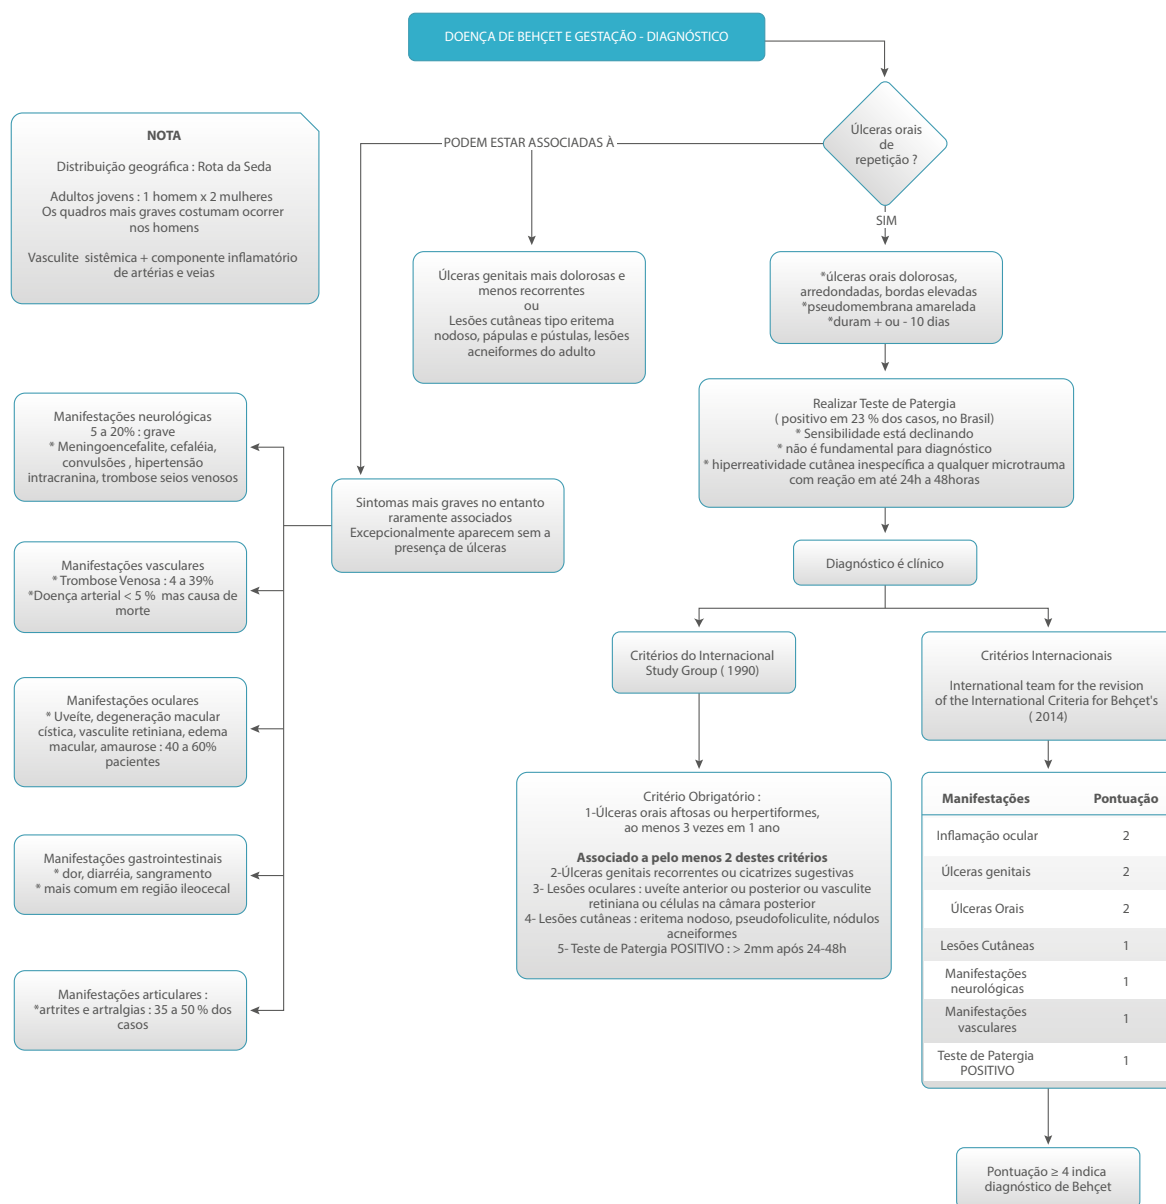 DOENÇA DE BEHÇET E GESTAÇÃO - DIAGNÓSTICO
NOTA
Distribuição geográfica : Rota da Seda
Adultos jovens : 1 homem x 2 mulheres
Os quadros mais graves costumam ocorrer
nos homens
Vasculite sistêmica + componente inflamatório
de artérias e veias
Úlceras orais
de
repetição ?
PODEM ESTAR ASSOCIADAS À
SIM
Úlceras genitais mais dolorosas e
menos recorrentes
ou
Lesões cutâneas tipo eritema
nodoso, pápulas e pústulas, lesões
acneiformes do adulto
*úlceras orais dolorosas,
arredondadas, bordas elevadas
*pseudomembrana amarelada
*duram + ou - 10 dias
Realizar Teste de Patergia
( positivo em 23 % dos casos, no Brasil)
* Sensibilidade está declinando
* não é fundamental para diagnóstico
* hiperreatividade cutânea inespecífica a qualquer microtrauma
com reação em até 24h a 48horas
Sintomas mais graves no entanto
raramente associados
Excepcionalmente aparecem sem a
presença de úlceras
Manifestações neurológicas
5 a 20% : grave
* Meningoencefalite, cefaléia,
convulsões , hipertensão
intracranina, trombose seios venosos
Manifestações vasculares
* Trombose Venosa : 4 a 39%
*Doença arterial < 5 % mas causa de
morte
Manifestações oculares
* Uveíte, degeneração macular
cística, vasculite retiniana, edema
macular, amaurose : 40 a 60%
pacientes
Manifestações gastrointestinais
* dor, diarréia, sangramento
* mais comum em região ileocecal
Manifestações articulares :
*artrites e artralgias : 35 a 50 % dos
casos
Diagnóstico é clínico
Critérios do Internacional
Study Group ( 1990)
Critério Obrigatório :
1-Úlceras orais aftosas ou herpertiformes,
ao menos 3 vezes em 1 ano
Associado a pelo menos 2 destes critérios
2-Úlceras genitais recorrentes ou cicatrizes sugestivas
3- Lesões oculares : uveíte anterior ou posterior ou vasculite
retiniana ou células na câmara posterior
4- Lesões cutâneas : eritema nodoso, pseudofoliculite, nódulos
acneiformes
5- Teste de Patergia POSITIVO : > 2mm após 24-48h
Critérios Internacionais
International team for the revision
of the International Criteria for Behçet's
( 2014)
Manifestações Pontuação
Inflamação ocular 2
Úlceras genitais 2
Úlceras Orais 2
Lesões Cutâneas 1
Manifestações
neurológicas 1
Manifestações
vasculares 1
Teste de Patergia
POSITIVO 1
Pontuação ≥ 4 indica
diagnóstico de Behçet